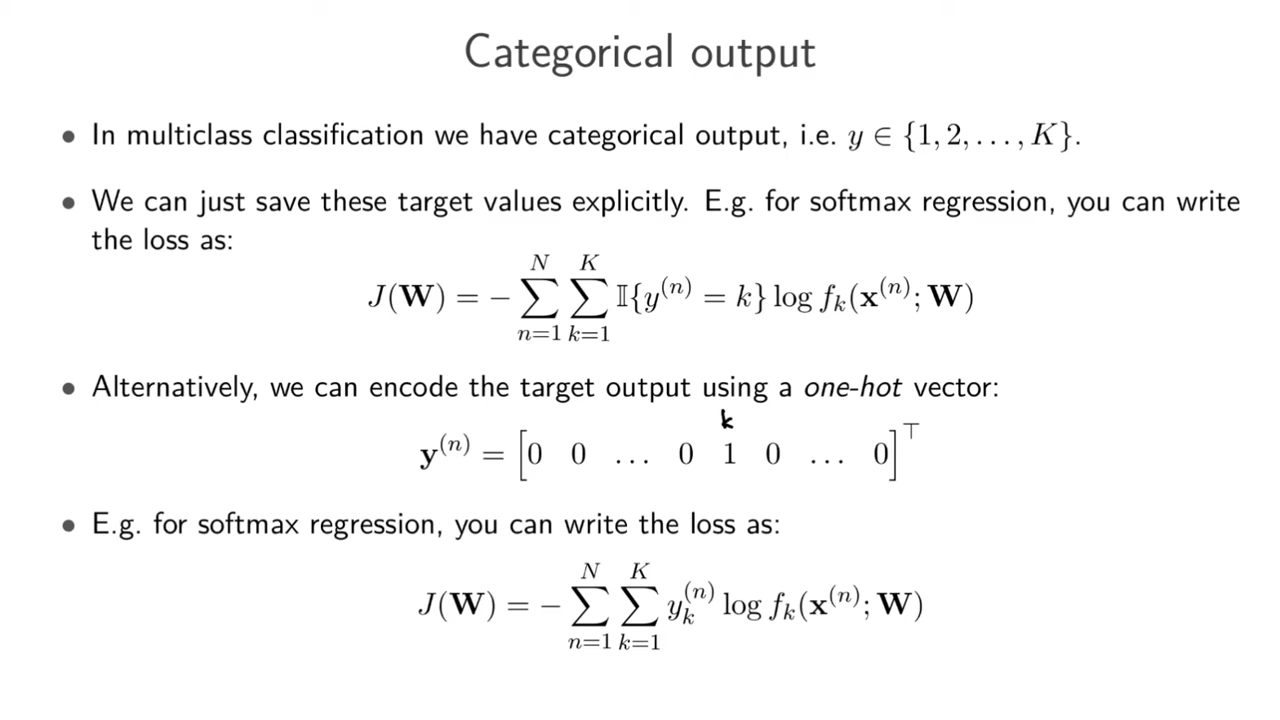 Categorical output
• In multiclass classification we have categorical output, i.e. y ∈ {1, 2, . . . , K}.
• We can just save these target values explicitly. E.g. for softmax regression, you can write
the loss as:
J(W) = − ∑_{n=1}^{N} ∑_{k=1}^{K} 𝕀{y^{(n)} = k} log f_k(x^{(n)}; W)
• Alternatively, we can encode the target output using a one-hot vector:
k
y^{(n)} = [0 0 . . . 0 1 0 . . . 0]^⊤
• E.g. for softmax regression, you can write the loss as:
J(W) = − ∑_{n=1}^{N} ∑_{k=1}^{K} y_k^{(n)} log f_k(x^{(n)}; W)